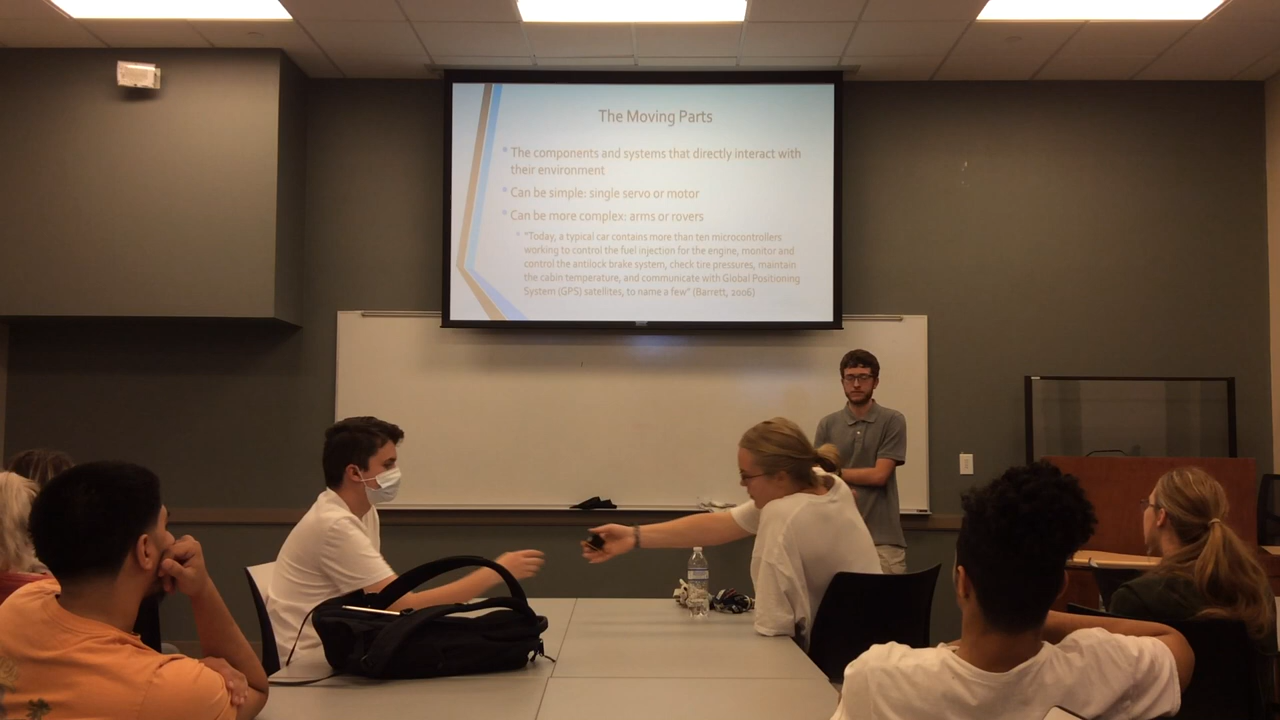 The Moving Parts
The components and systems that directly interact with
their environment
Can be simple: single servo or motor
Can be more complex: arms or rovers
"Today, a typical car contains more than ten microcontrollers
working to control the fuel injection for the engine, monitor and
control the antilock brake system, check tire pressures, maintain
the cabin temperature, and communicate with Global Positioning
System (GPS) satellites, to name a few" (Barrett, 2006)